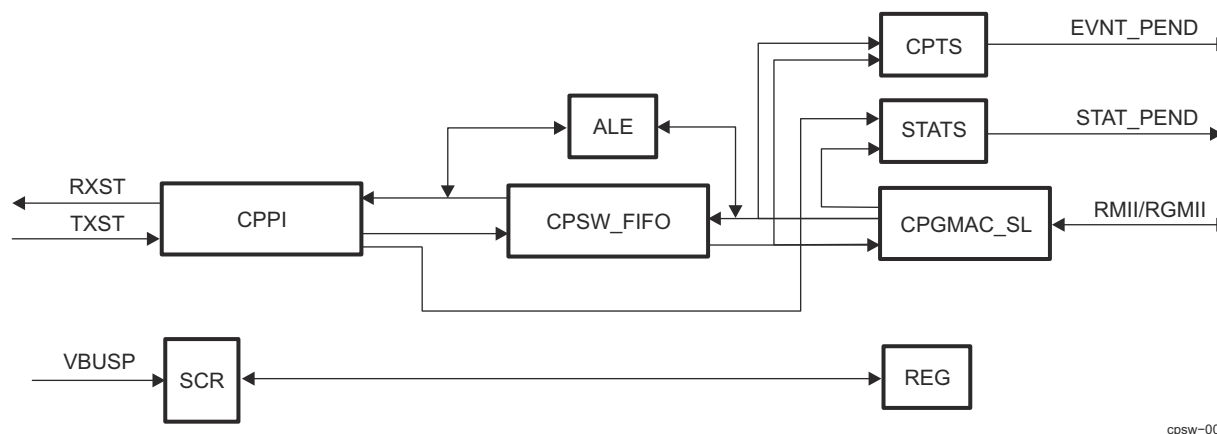 CPTS
EVNT_PEND
ALE
STATS
STAT_PEND
RXST
TXST
CPPI
CPSW_FIFO
CPGMAC_SL
RMII/RGMII
VBUSP
SCR
REG